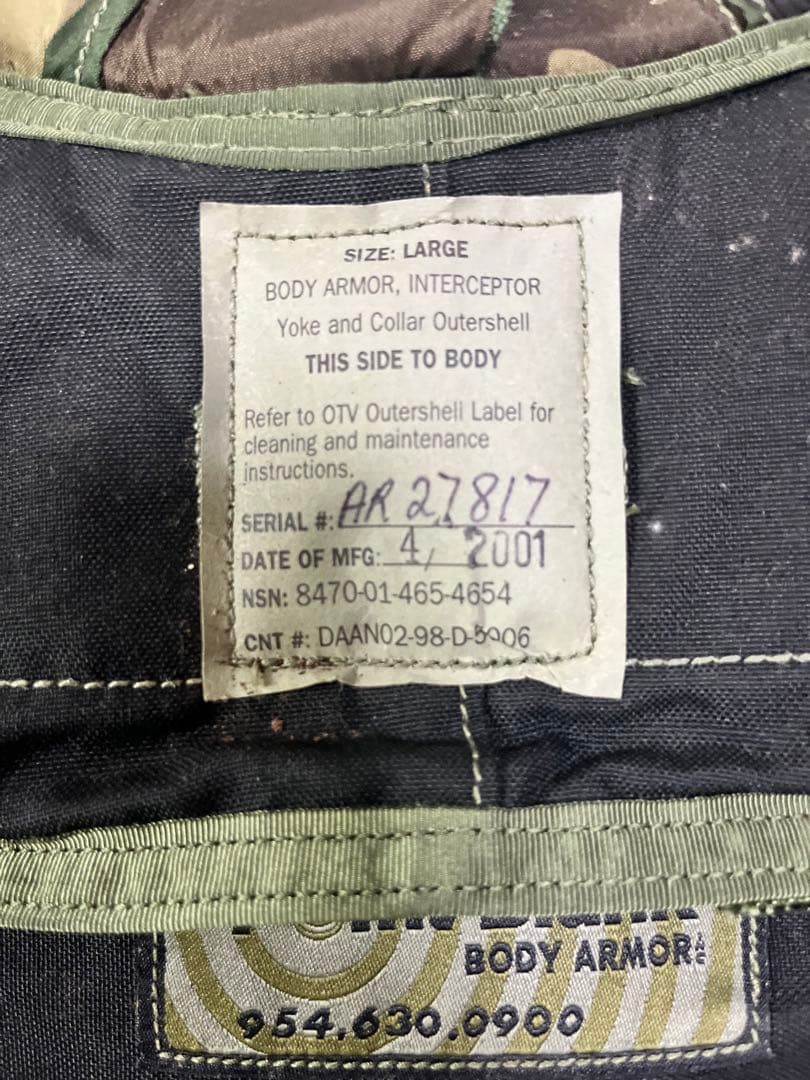 SIZE: LARGE
BODY ARMOR, INTERCEPTOR
Yoke and Collar Outershell
THIS SIDE TO BODY
Refer to OTV Outershell Label for
cleaning and maintenance
instructions.
SERIAL #: AR 27817
DATE OF MFG: 4/ 2001
NSN: 8470-01-465-4654
CNT #: DAAN02-98-D-5006
BODY ARMOR
954.630.0900